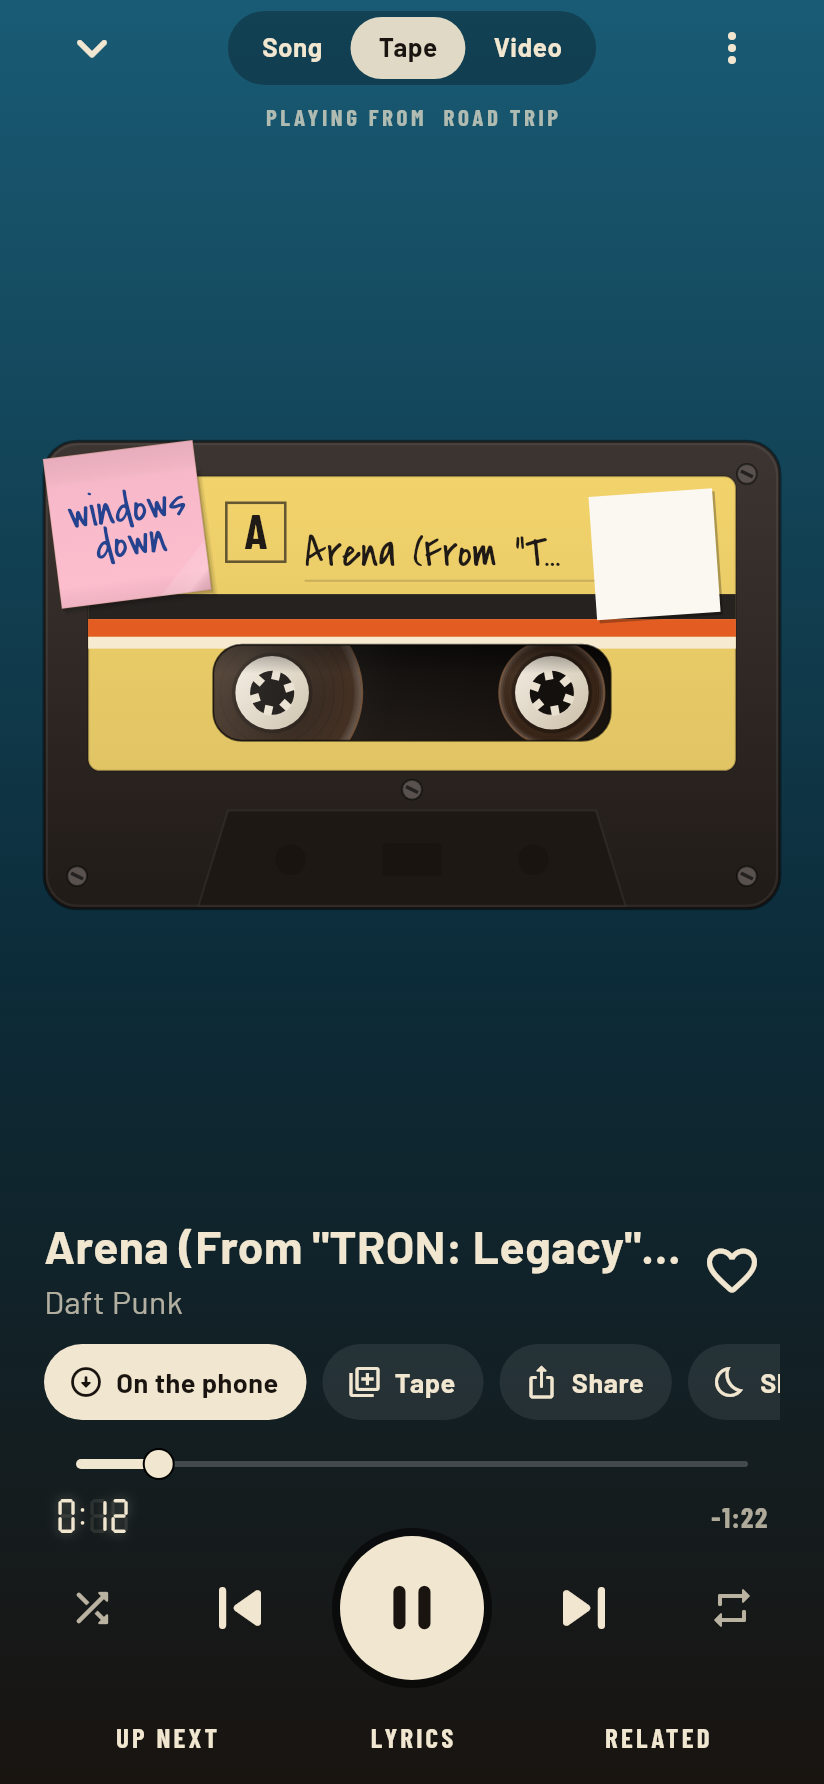 Song Tape Video
PLAYING FROM ROAD TRIP
windows
down
A
Arena (From "T...
Arena (From "TRON: Legacy"...
Daft Punk
On the phone Tape Share
0:12 -1:22
UP NEXT LYRICS RELATED